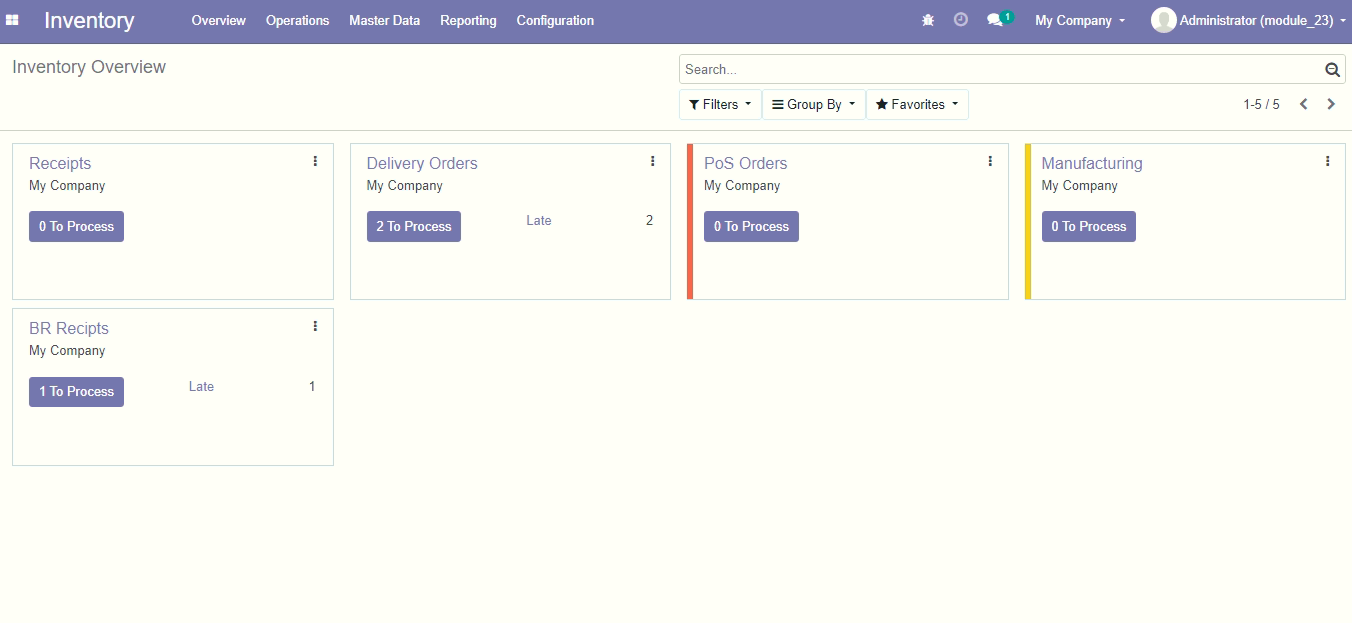 Inventory Overview Operations Master Data Reporting Configuration 1 My Company Administrator (module_23)
Inventory Overview
Search...
Filters Group By Favorites 1-5 / 5
Receipts
My Company
0 To Process
Delivery Orders
My Company
2 To Process Late 2
PoS Orders
My Company
0 To Process
Manufacturing
My Company
0 To Process
BR Recipts
My Company
1 To Process Late 1